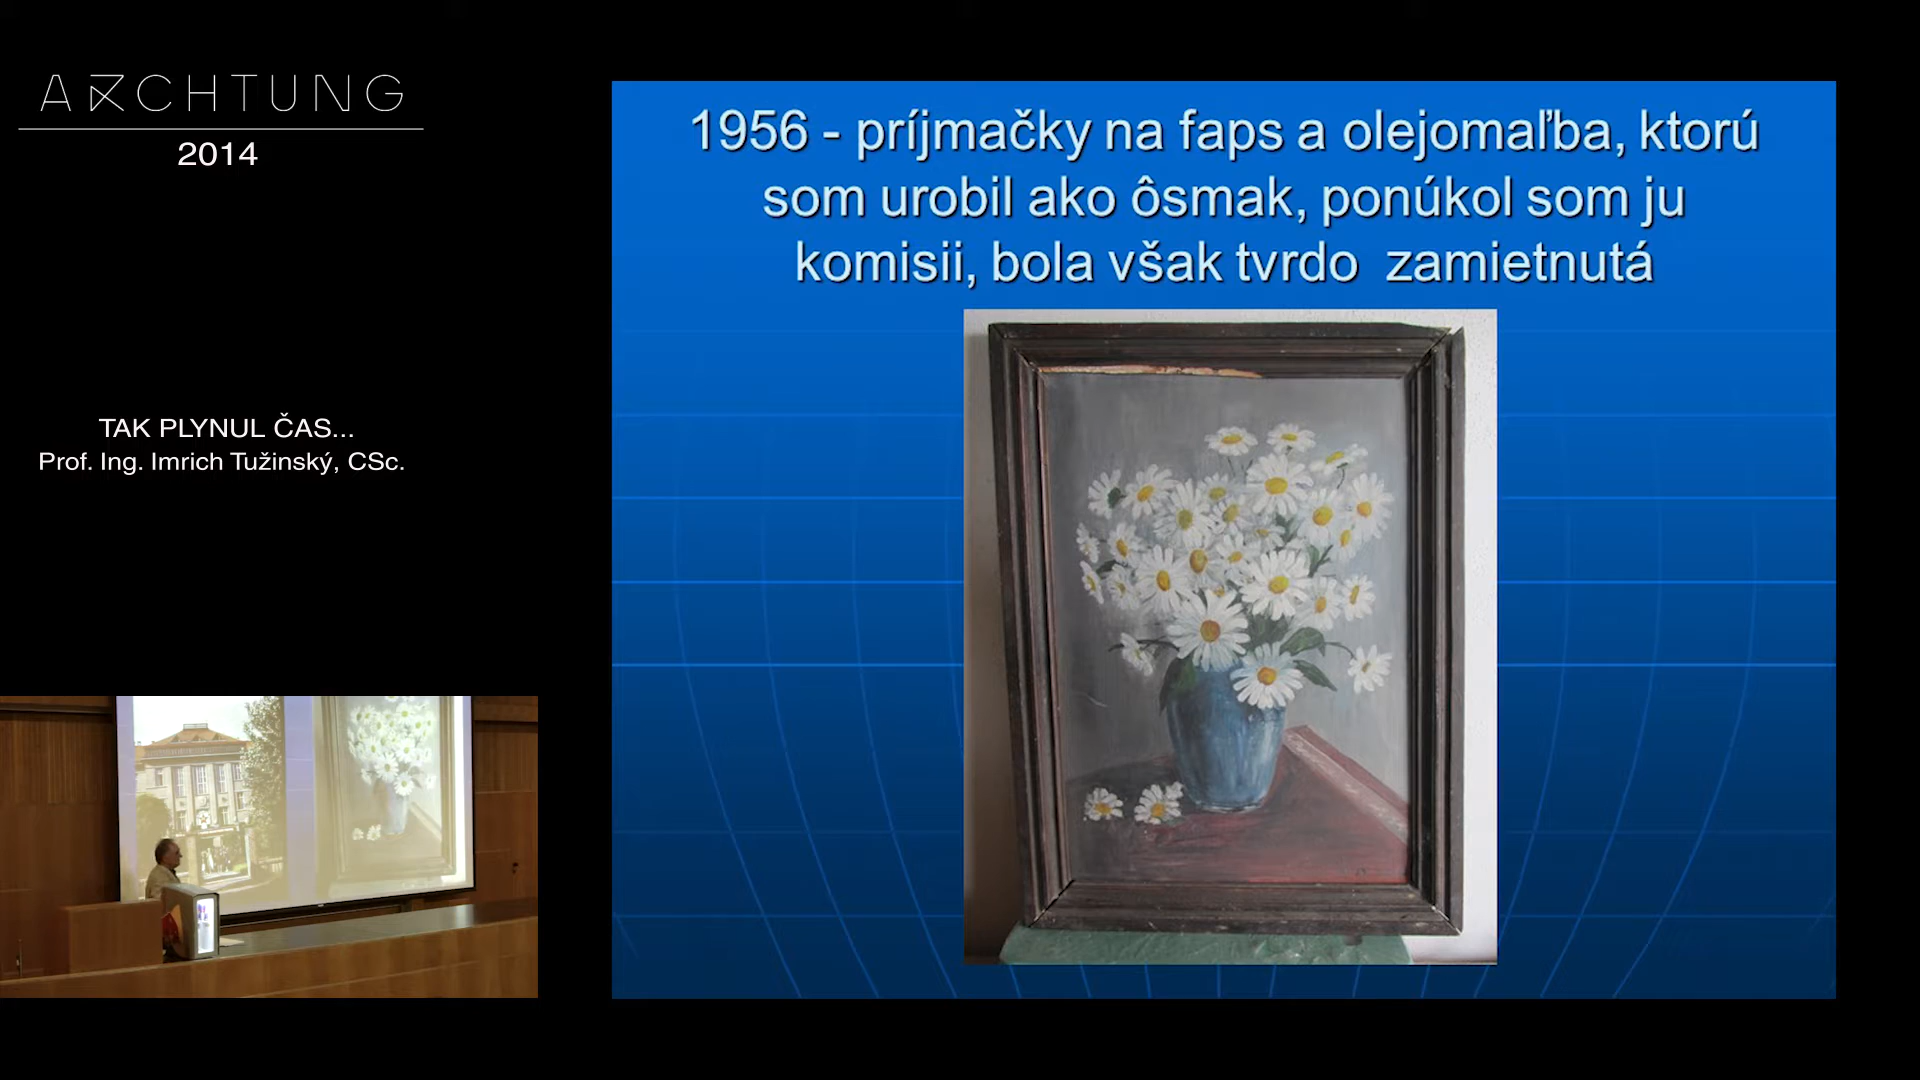 ARCHTUNG
2014
TAK PLYNUL ČAS...
Prof. Ing. Imrich Tužinský, CSc.
1956 - príjmačky na faps a olejomaľba, ktorú
som urobil ako ôsmak, ponúkol som ju
komisii, bola však tvrdo zamietnutá